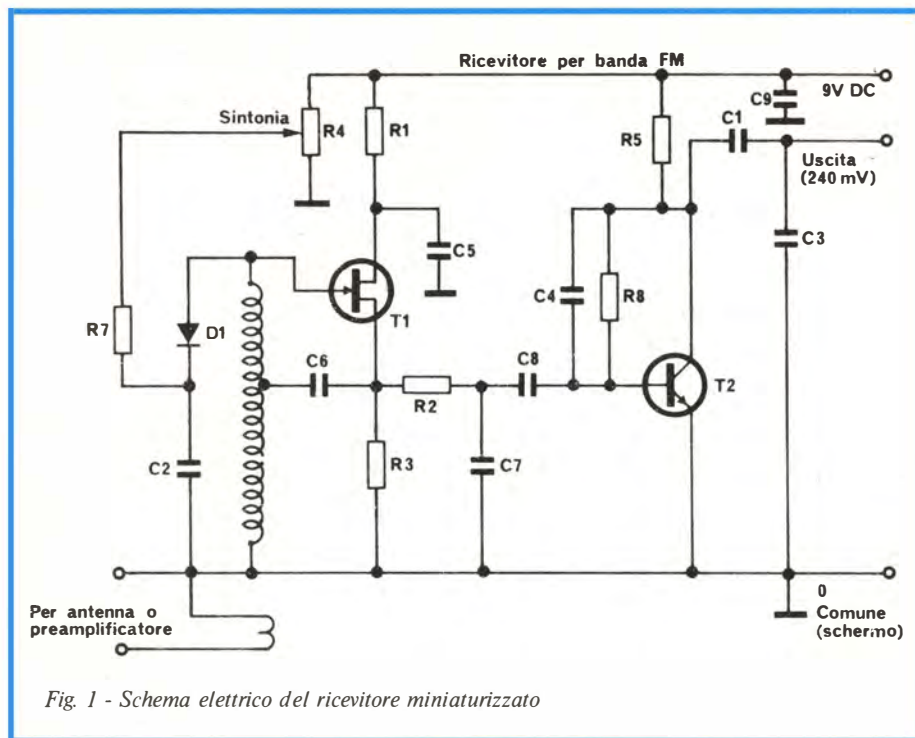 Ricevitore per banda FM
9V DC
C9
C1
Sintonia
R4
R1
R5
Uscita
(240 mV)
C5
C3
C4
R8
R7
D1
T1
C6
C8
T2
R2
C2
R3
C7
0
Per antenna o
preamplificatore
Comune
(schermo)
Fig. 1 - Schema elettrico del ricevitore miniaturizzato